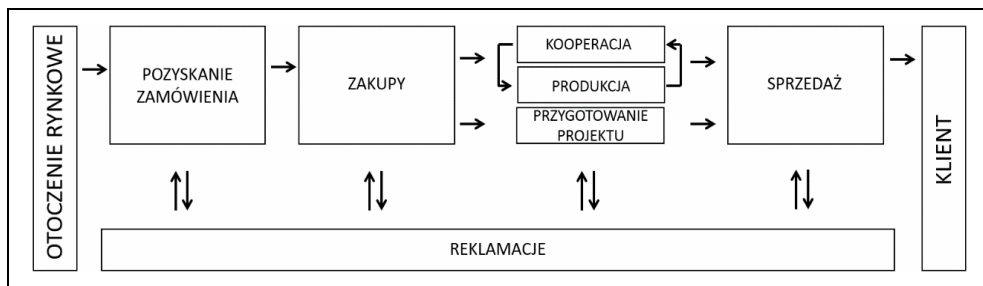 OTOCZENIE RYNKOWE
POZYSKANIE
ZAMÓWIENIA
ZAKUPY
KOOPERACJA
PRODUKCJA
PRZYGOTOWANIE
PROJEKTU
SPRZEDAŻ
KLIENT
REKLAMACJE